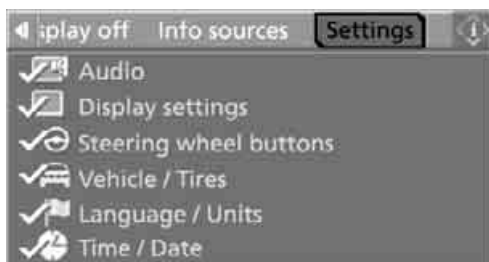 splay off Info sources Settings
Audio
Display settings
Steering wheel buttons
Vehicle / Tires
Language / Units
Time / Date